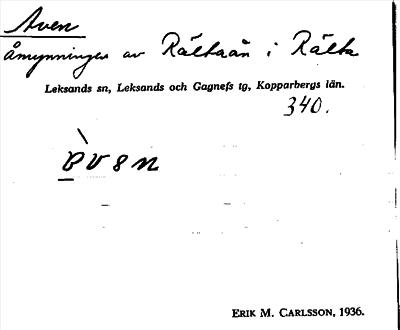 Aven
åmynningen av Rältaån i Rälta
Leksands sn, Leksands och Gagnefs tg, Kopparbergs län.
340.
ERIK M. CARLSSON, 1936.